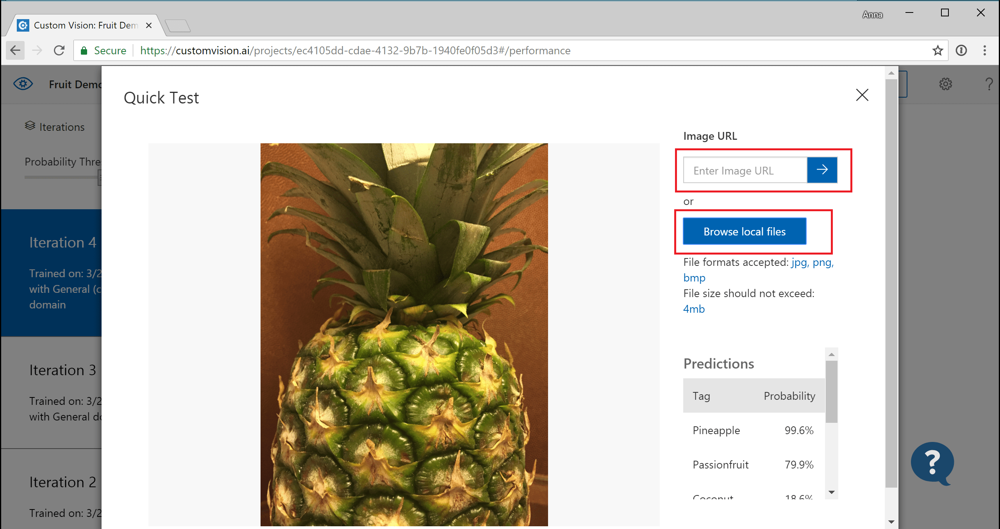 Anna
Custom Vision: Fruit Dem
Secure
https://customvision.ai/projects/ec4105dd-cdae-4132-9b7b-1940fe0f05d3#/performance
Fruit Demo
?
Quick Test
Iterations
Probability Thre
Iteration 4
Trained on: 3/2
with General (c
domain
Iteration 3
Trained on: 3/2
with General do
Iteration 2
Trained on: 3/2
Image URL
Enter Image URL
or
Browse local files
File formats accepted: jpg, png,
bmp
File size should not exceed:
4mb
Predictions
Tag Probability
Pineapple 99.6%
Passionfruit 79.9%
Coconut 18.6%
?